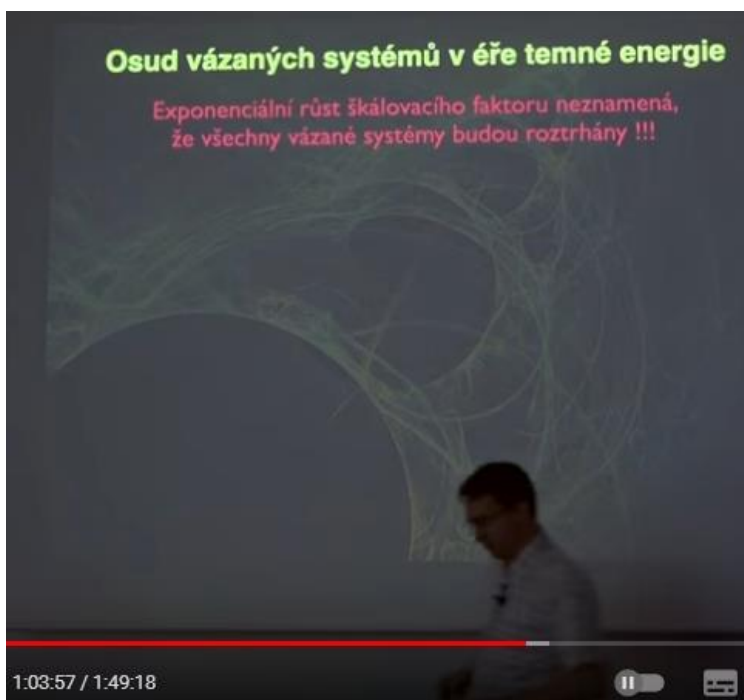 Osud vázaných systémů v éře temné energie
Exponenciální růst škálovacího faktoru neznamená,
že všechny vázané systémy budou roztrhány !!!
1:03:57 / 1:49:18